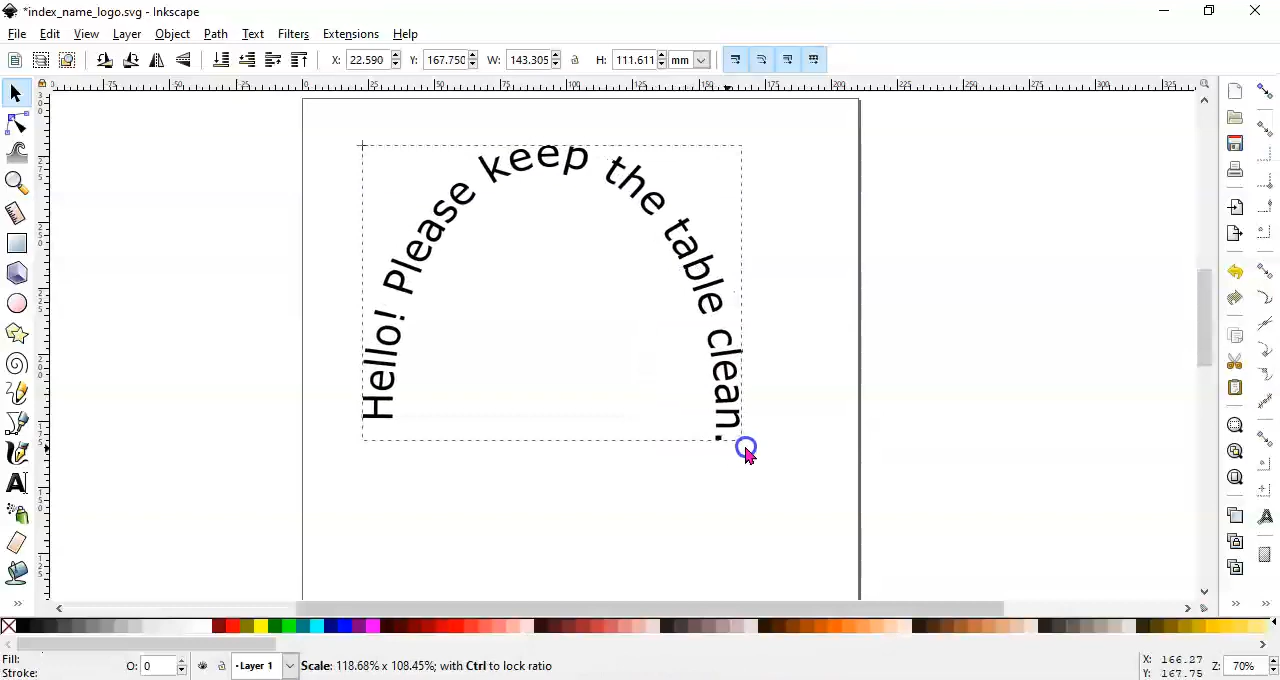 *index_name_logo.svg - Inkscape
File Edit View Layer Object Path Text Filters Extensions Help
X: 22.590 Y: 167.750 W: 143.305 H: 111.611 mm
Hello! Please keep the table clean.
Fill:
Stroke:
O: 0
Layer 1
Scale: 118.68% x 108.45%; with Ctrl to lock ratio
X: 166.27
Y: 167.75
Z: 70%